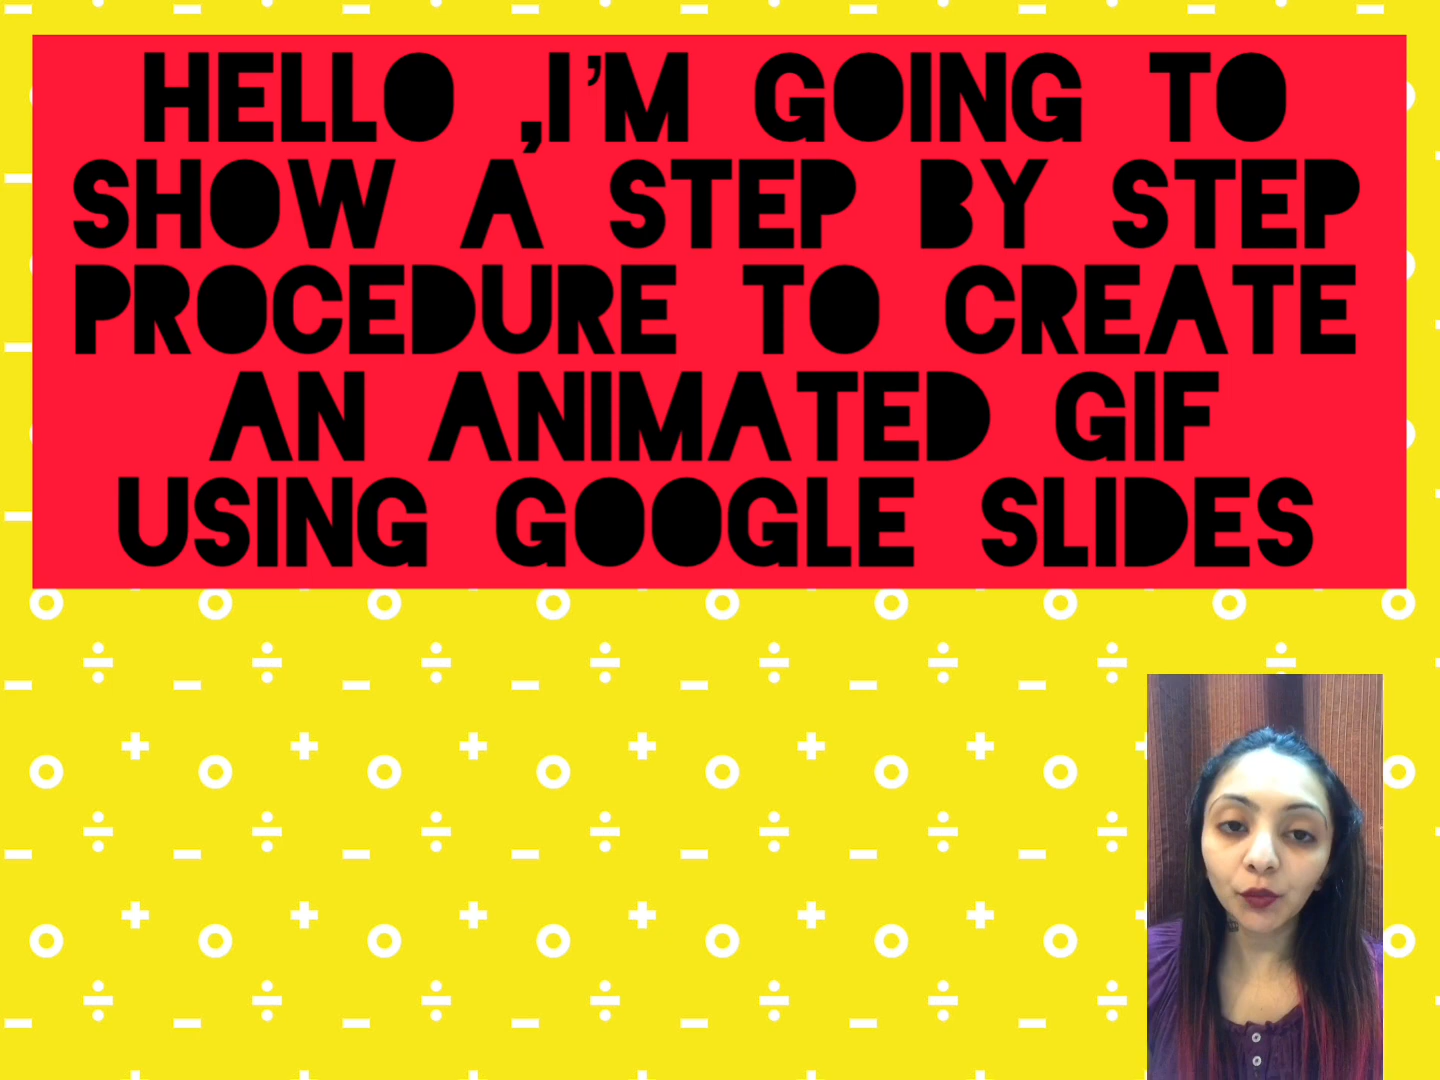 HELLO ,I'M GOING TO
SHOW A STEP BY STEP
PROCEDURE TO CREATE
AN ANIMATED GIF
USING GOOGLE SLIDES